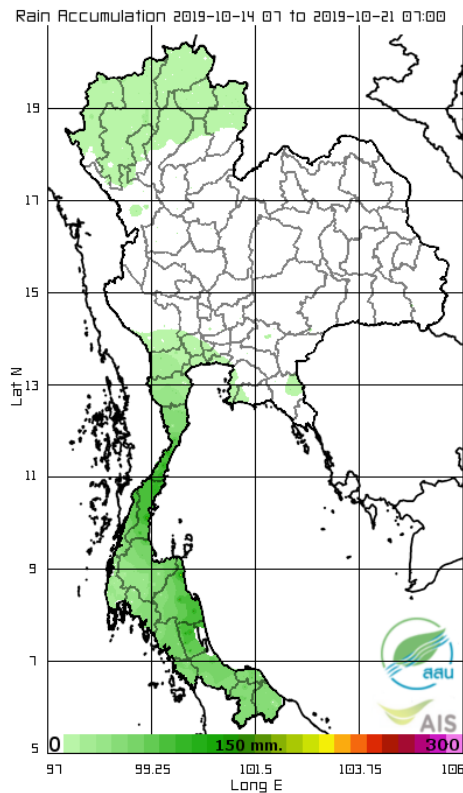 Rain Accumulation 2019-10-14 07 to 2019-10-21 07:00
19
17
15
13
11
9
7
5
Lat N
สสน
AIS
0 150 mm. 300
97 99.25 101.5 103.75 106
Long E